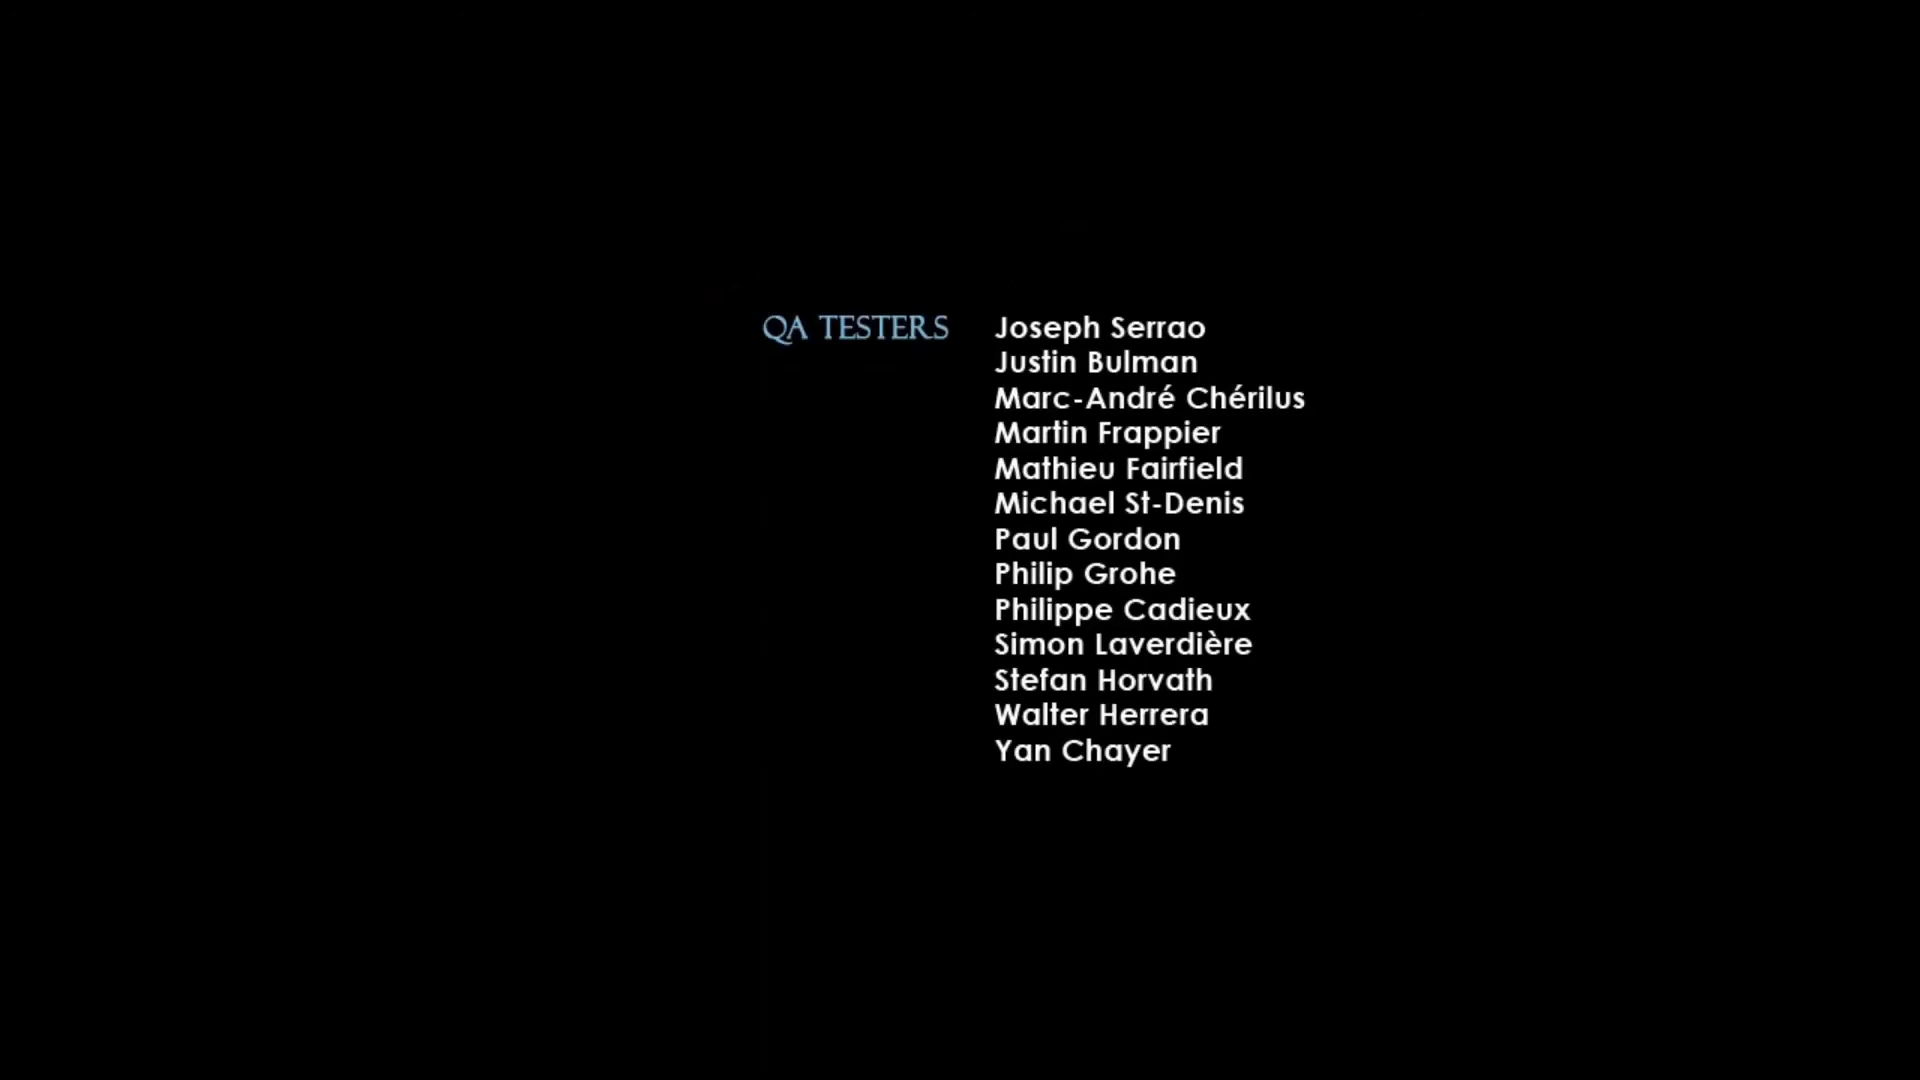 QA TESTERS Joseph Serrao
Justin Bulman
Marc-André Chérilus
Martin Frappier
Mathieu Fairfield
Michael St-Denis
Paul Gordon
Philip Grohe
Philippe Cadieux
Simon Laverdière
Stefan Horvath
Walter Herrera
Yan Chayer